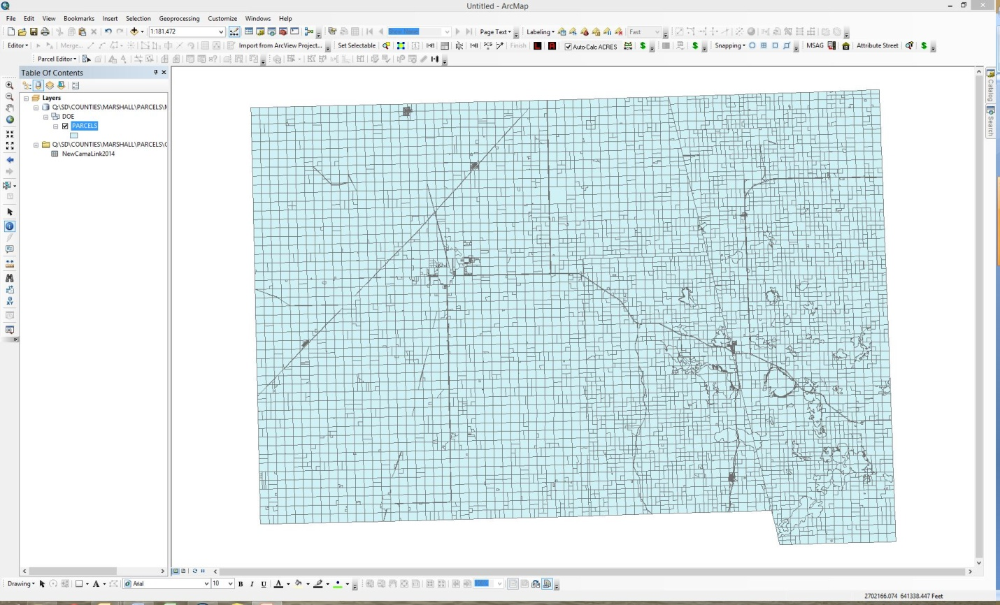 Untitled - ArcMap
File Edit View Bookmarks Insert Selection Geoprocessing Customize Windows Help
1:181,472 Page Text Labeling Fast
Editor Merge... Import from ArcView Project... Set Selectable Finish L A Auto-Calc ACRES $ $ Snapping MSAG Attribute Street $
Parcel Editor
Table Of Contents
Layers
Q:\SD\COUNTIES\MARSHALL\PARCELS\
DOE
PARCELS
Q:\SD\COUNTIES\MARSHALL\PARCELS\
NewCamaLink2014
Catalog
Search
Drawing A Arial 10 B I U A
2702166.074 641338.447 Feet